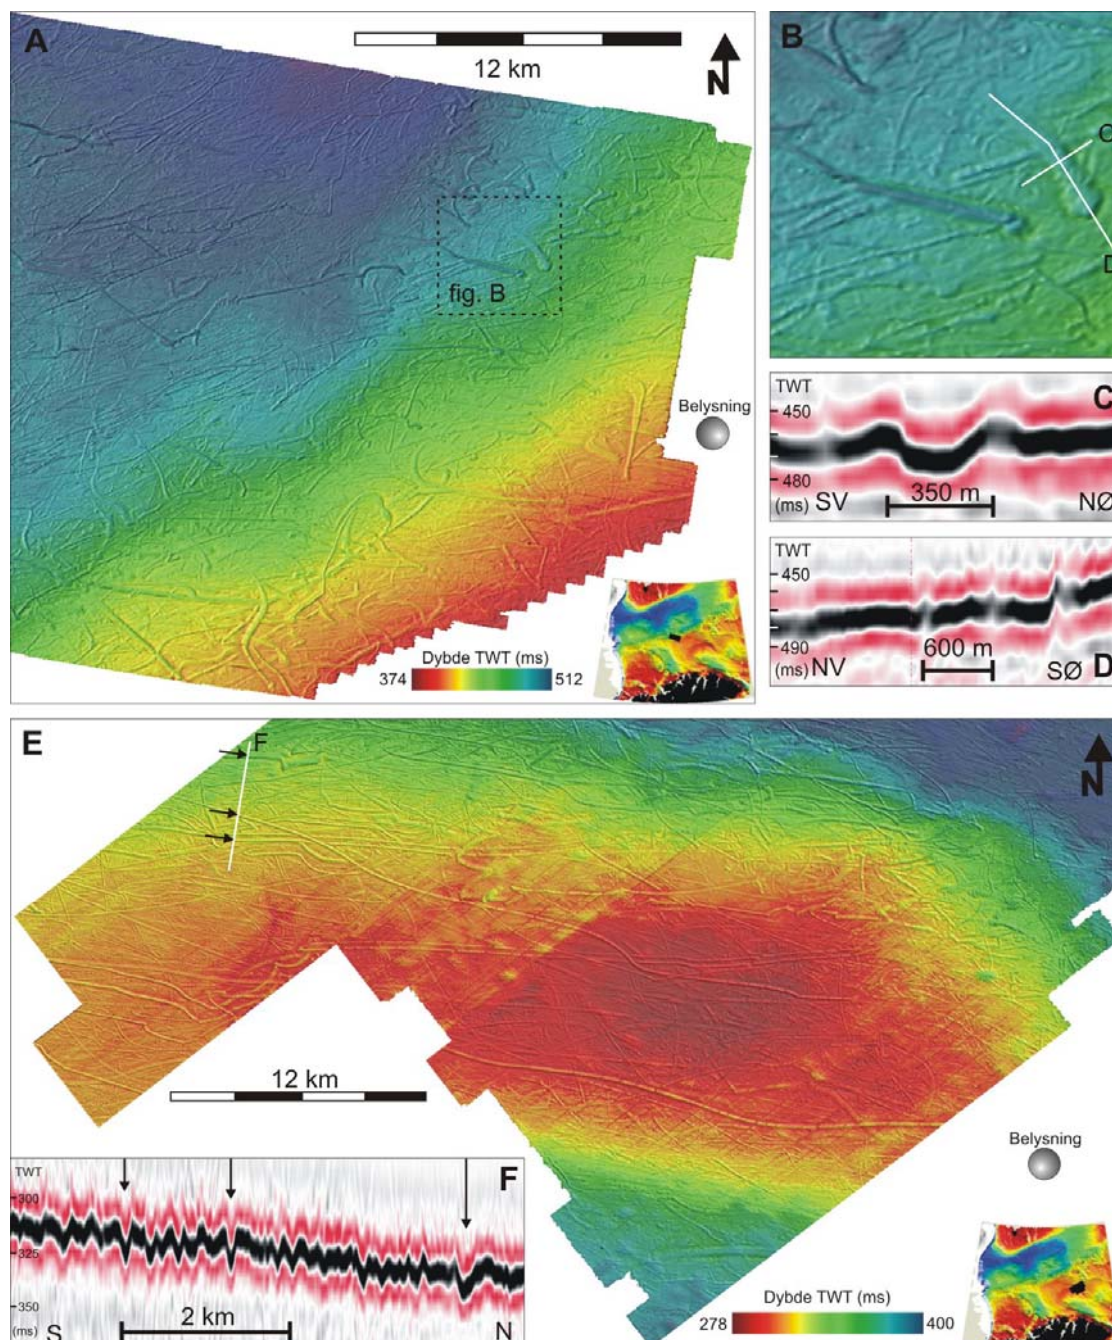 A
12 km
N
fig. B
Belysning
Dybde TWT (ms)
374
512
B
C
D
TWT
C
450
480
(ms)
SV
350 m
NØ
TWT
450
490
(ms)
NV
600 m
SØ
D
E
F
N
12 km
Belysning
TWT
F
300
325
350
(ms)
S
2 km
N
Dybde TWT (ms)
278
400